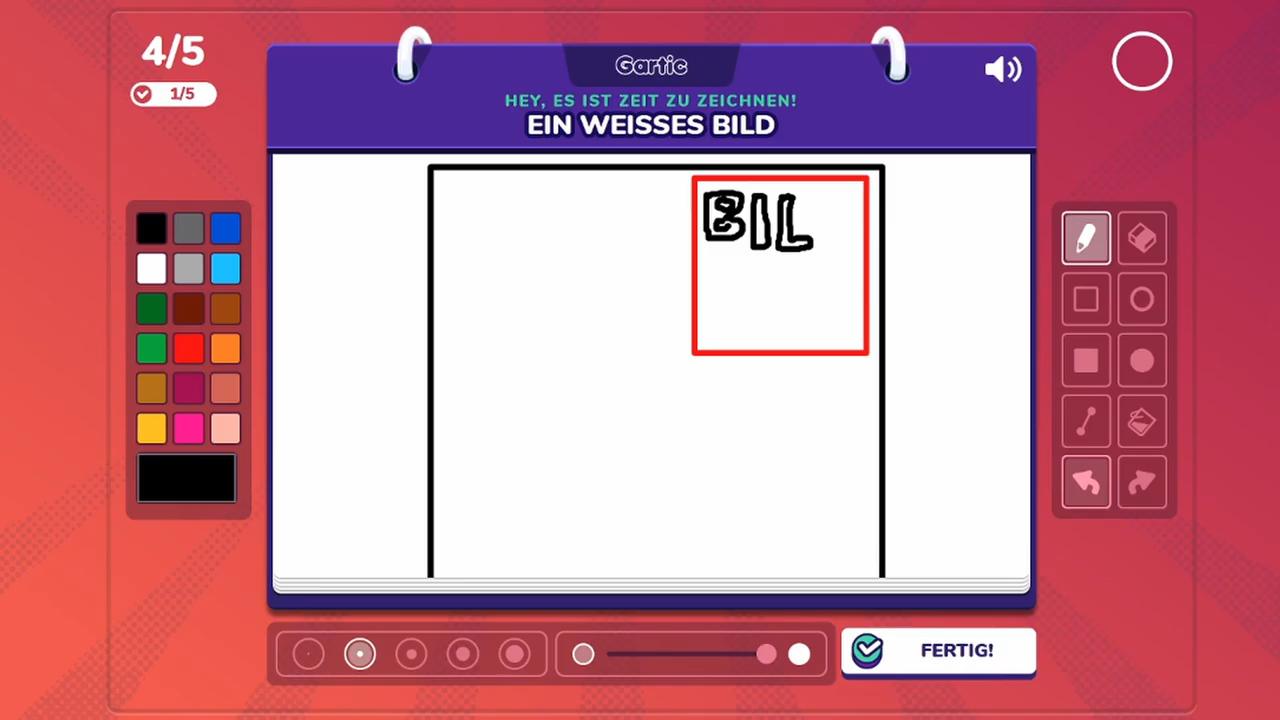 4/5
1/5
Gartic
HEY, ES IST ZEIT ZU ZEICHNEN!
EIN WEISSES BILD
BIL
FERTIG!